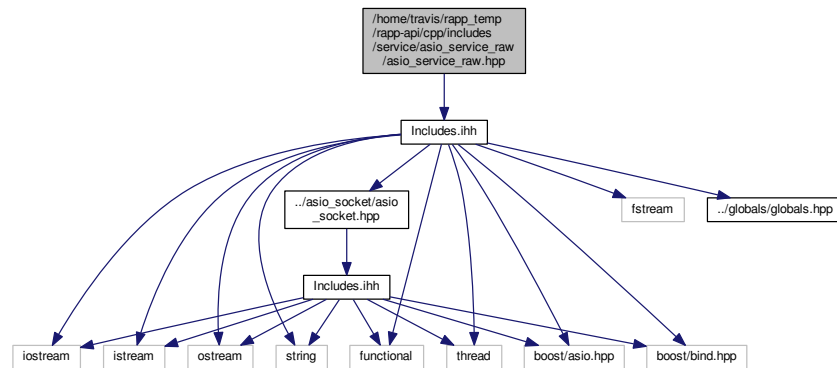 /home/travis/rapp_temp
/rapp-api/cpp/includes
/service/asio_service_raw
/asio_service_raw.hpp
Includes.ihh
../asio_socket/asio
_socket.hpp
fstream
../globals/globals.hpp
Includes.ihh
iostream
istream
ostream
string
functional
thread
boost/asio.hpp
boost/bind.hpp